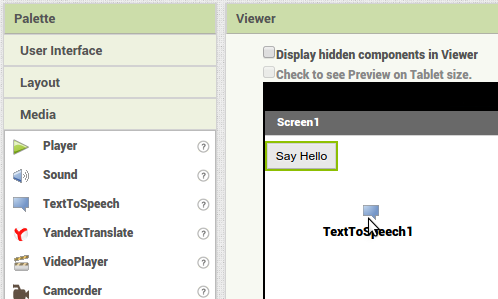 Palette
User Interface
Layout
Media
Player
?
Sound
?
TextToSpeech
?
YandexTranslate
?
VideoPlayer
?
Camcorder
?
Viewer
Display hidden components in Viewer
Check to see Preview on Tablet size.
Screen1
Say Hello
TextToSpeech1